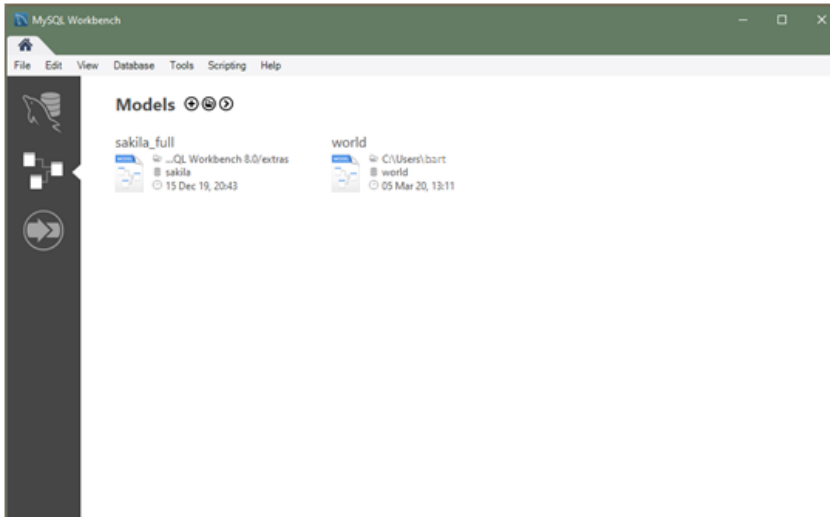 MySQL Workbench
File Edit View Database Tools Scripting Help
Models
sakila_full
...QL Workbench 8.0/extras
sakila
15 Dec 19, 20:43
world
C:\Users\bart
world
05 Mar 20, 13:11